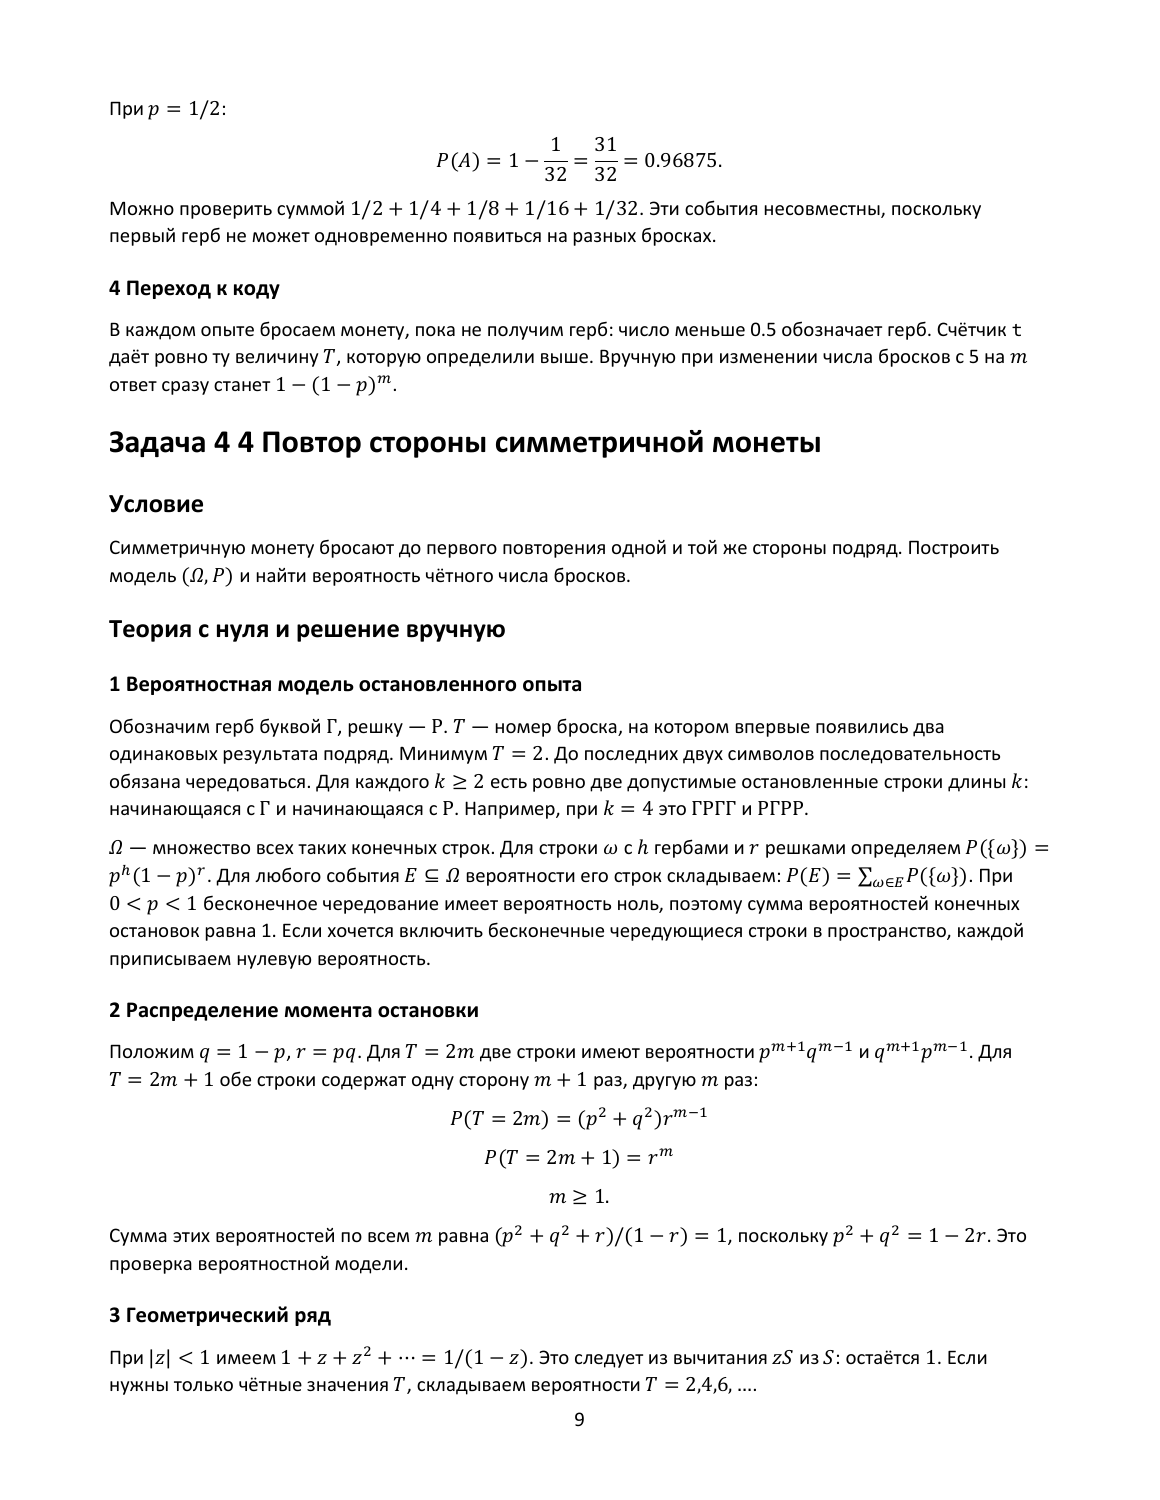 При p = 1/2:
P(A) = 1 − 1/32 = 31/32 = 0.96875.
Можно проверить суммой 1/2 + 1/4 + 1/8 + 1/16 + 1/32. Эти события несовместны, поскольку
первый герб не может одновременно появиться на разных бросках.
4 Переход к коду
В каждом опыте бросаем монету, пока не получим герб: число меньше 0.5 обозначает герб. Счётчик t
даёт ровно ту величину T, которую определили выше. Вручную при изменении числа бросков с 5 на m
ответ сразу станет 1 − (1 − p)^m.
Задача 4 4 Повтор стороны симметричной монеты
Условие
Симметричную монету бросают до первого повторения одной и той же стороны подряд. Построить
модель (Ω, P) и найти вероятность чётного числа бросков.
Теория с нуля и решение вручную
1 Вероятностная модель остановленного опыта
Обозначим герб буквой Г, решку — Р. T — номер броска, на котором впервые появились два
одинаковых результата подряд. Минимум T = 2. До последних двух символов последовательность
обязана чередоваться. Для каждого k ≥ 2 есть ровно две допустимые остановленные строки длины k:
начинающаяся с Г и начинающаяся с Р. Например, при k = 4 это ГРГГ и РГРР.
Ω — множество всех таких конечных строк. Для строки ω с h гербами и r решками определяем P({ω}) =
p^h(1 − p)^r. Для любого события E ⊆ Ω вероятности его строк складываем: P(E) = ∑_{ω∈E} P({ω}). При
0 < p < 1 бесконечное чередование имеет вероятность ноль, поэтому сумма вероятностей конечных
остановок равна 1. Если хочется включить бесконечные чередующиеся строки в пространство, каждой
приписываем нулевую вероятность.
2 Распределение момента остановки
Положим q = 1 − p, r = pq. Для T = 2m две строки имеют вероятности p^{m+1}q^{m−1} и q^{m+1}p^{m−1}. Для
T = 2m + 1 обе строки содержат одну сторону m + 1 раз, другую m раз:
P(T = 2m) = (p² + q²)r^{m−1}
P(T = 2m + 1) = r^m
m ≥ 1.
Сумма этих вероятностей по всем m равна (p² + q² + r)/(1 − r) = 1, поскольку p² + q² = 1 − 2r. Это
проверка вероятностной модели.
3 Геометрический ряд
При |z| < 1 имеем 1 + z + z² + ⋯ = 1/(1 − z). Это следует из вычитания zS из S: остаётся 1. Если
нужны только чётные значения T, складываем вероятности T = 2,4,6, ….
9